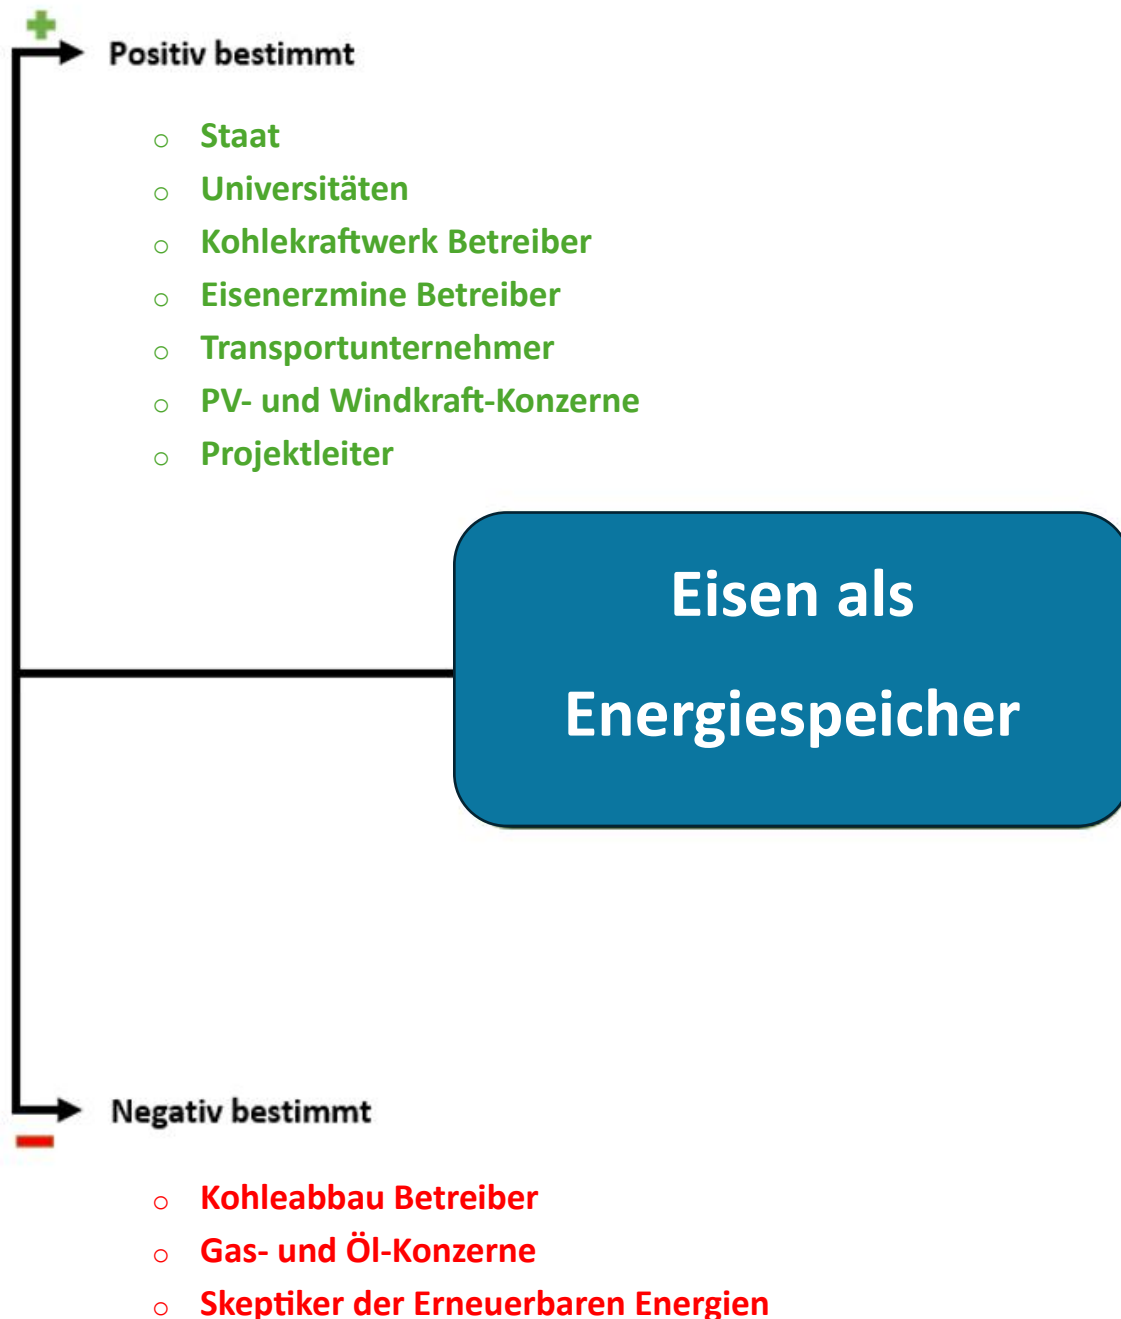 Positiv bestimmt
Staat
Universitäten
Kohlekraftwerk Betreiber
Eisenerzmine Betreiber
Transportunternehmer
PV- und Windkraft-Konzerne
Projektleiter
Eisen als
Energiespeicher
Negativ bestimmt
Kohleabbau Betreiber
Gas- und Öl-Konzerne
Skeptiker der Erneuerbaren Energien